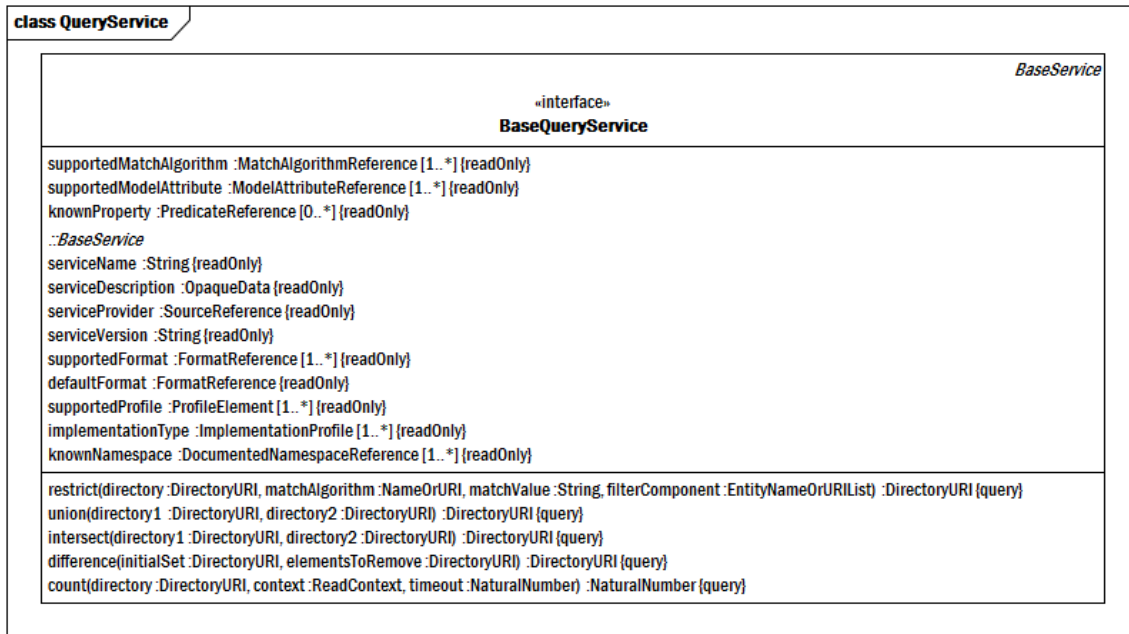 class QueryService
BaseService
«interface»
BaseQueryService
supportedMatchAlgorithm :MatchAlgorithmReference [1..*] {readOnly}
supportedModelAttribute :ModelAttributeReference [1..*] {readOnly}
knownProperty :PredicateReference [0..*] {readOnly}
::BaseService
serviceName :String {readOnly}
serviceDescription :OpaqueData {readOnly}
serviceProvider :SourceReference {readOnly}
serviceVersion :String {readOnly}
supportedFormat :FormatReference [1..*] {readOnly}
defaultFormat :FormatReference {readOnly}
supportedProfile :ProfileElement [1..*] {readOnly}
implementationType :ImplementationProfile [1..*] {readOnly}
knownNamespace :DocumentedNamespaceReference [1..*] {readOnly}
restrict(directory :DirectoryURI, matchAlgorithm :NameOrURI, matchValue :String, filterComponent :EntityNameOrURIList) :DirectoryURI {query}
union(directory1 :DirectoryURI, directory2 :DirectoryURI) :DirectoryURI {query}
intersect(directory1 :DirectoryURI, directory2 :DirectoryURI) :DirectoryURI {query}
difference(initialSet :DirectoryURI, elementsToRemove :DirectoryURI) :DirectoryURI {query}
count(directory :DirectoryURI, context :ReadContext, timeout :NaturalNumber) :NaturalNumber {query}